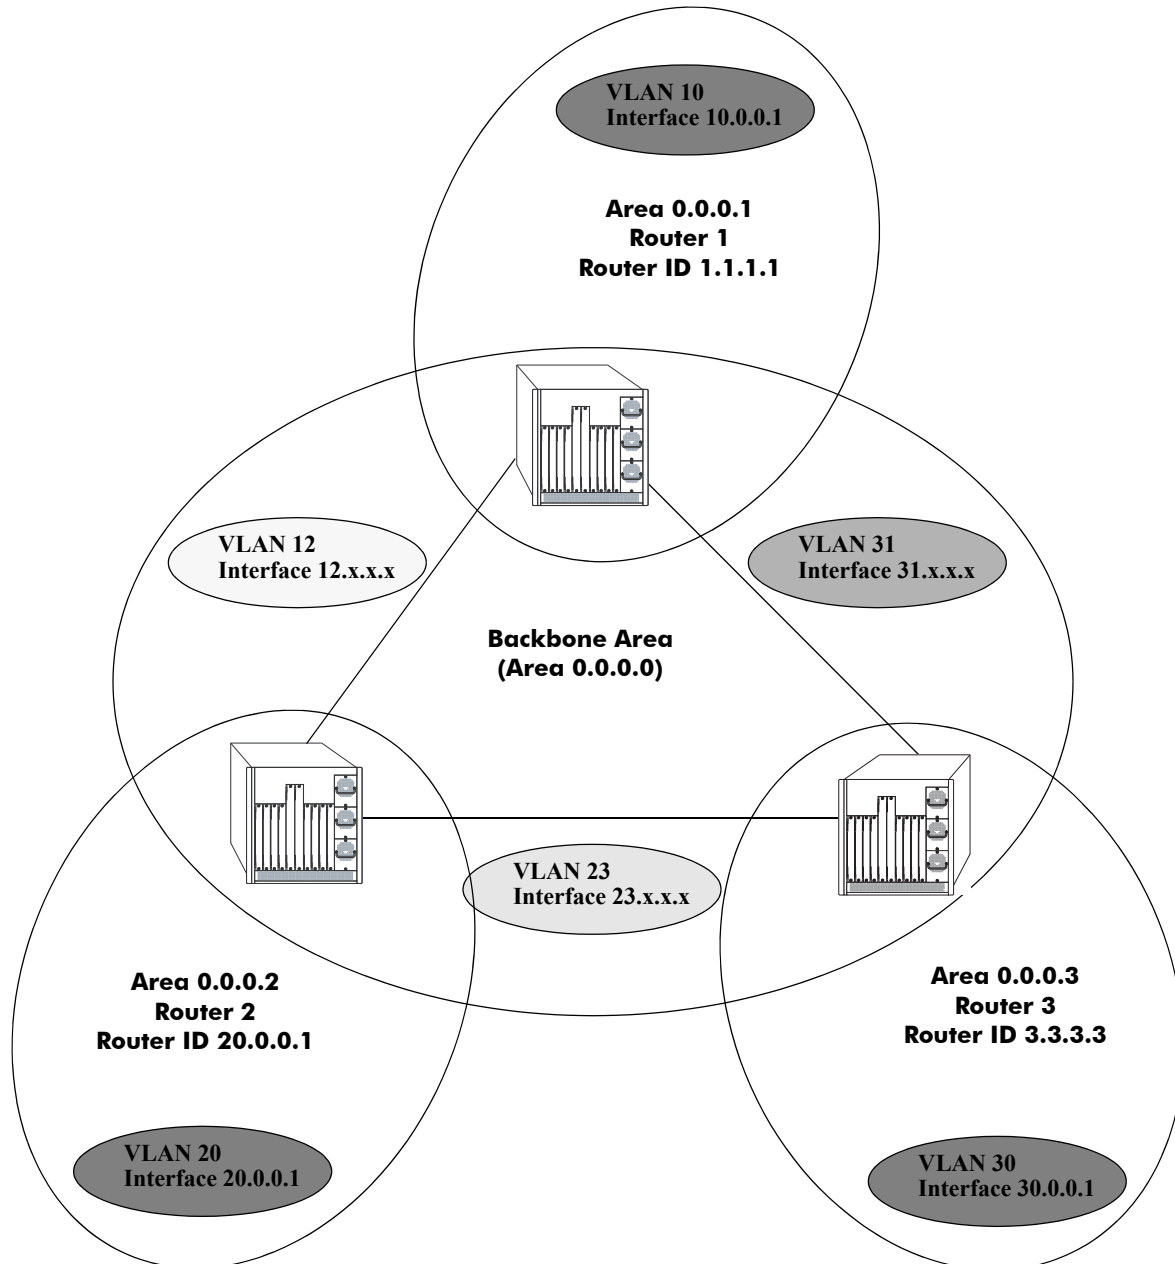 VLAN 10
Interface 10.0.0.1
Area 0.0.0.1
Router 1
Router ID 1.1.1.1
VLAN 12
Interface 12.x.x.x
VLAN 31
Interface 31.x.x.x
Backbone Area
(Area 0.0.0.0)
VLAN 23
Interface 23.x.x.x
Area 0.0.0.2
Router 2
Router ID 20.0.0.1
Area 0.0.0.3
Router 3
Router ID 3.3.3.3
VLAN 20
Interface 20.0.0.1
VLAN 30
Interface 30.0.0.1